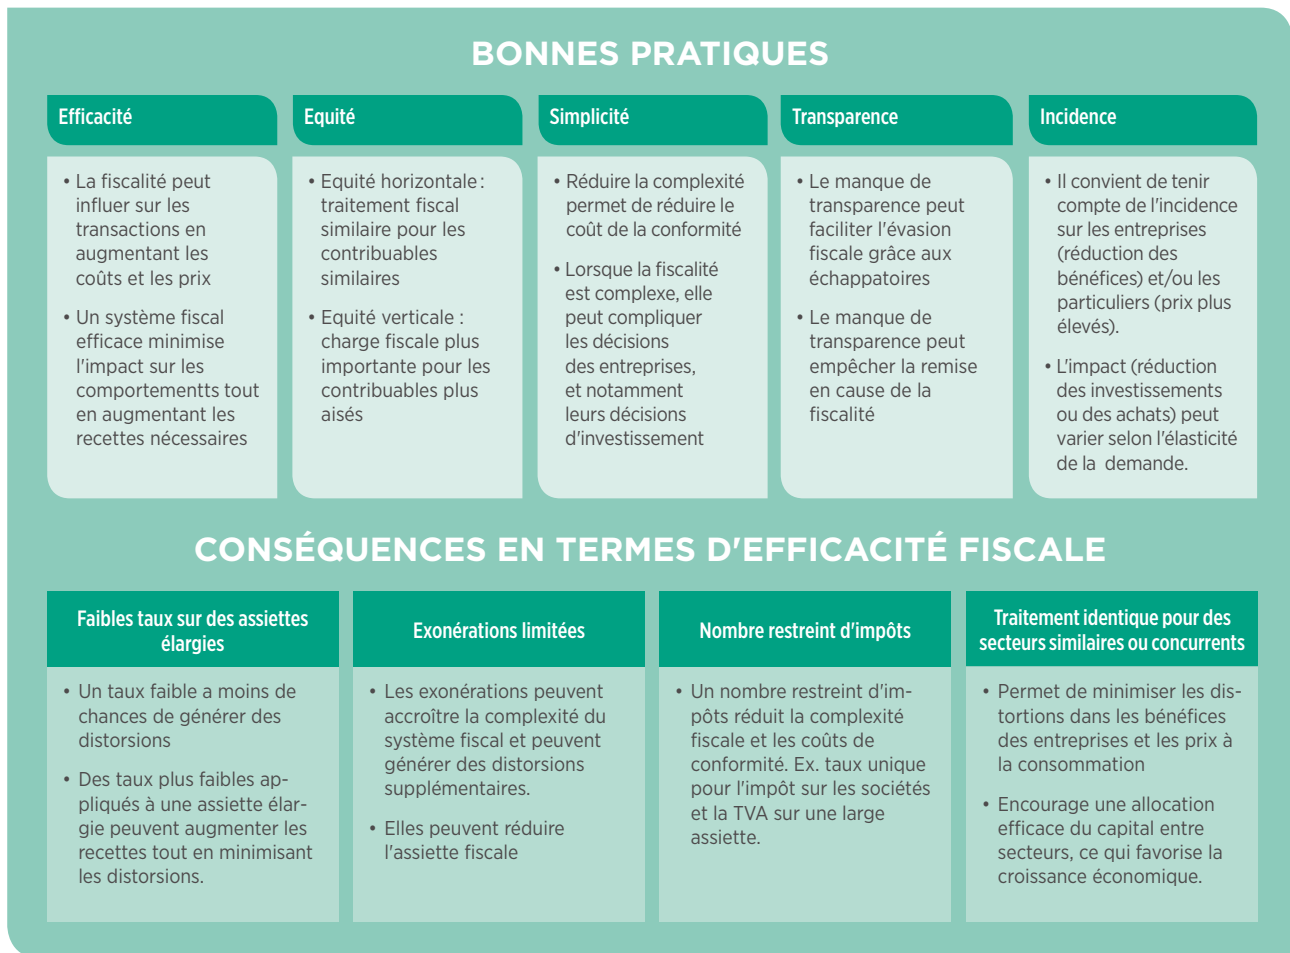 BONNES PRATIQUES
Efficacité
• La fiscalité peut
influer sur les
transactions en
augmentant les
coûts et les prix
• Un système fiscal
efficace minimise
l'impact sur les
comportementts tout
en augmentant les
recettes nécessaires
Equité
• Equité horizontale :
traitement fiscal
similaire pour les
contribuables
similaires
• Equité verticale :
charge fiscale plus
importante pour les
contribuables plus
aisés
Simplicité
• Réduire la complexité
permet de réduire le
coût de la conformité
• Lorsque la fiscalité
est complexe, elle
peut compliquer
les décisions
des entreprises,
et notamment
leurs décisions
d'investissement
Transparence
• Le manque de
transparence peut
faciliter l'évasion
fiscale grâce aux
échappatoires
• Le manque de
transparence peut
empêcher la remise
en cause de la
fiscalité
Incidence
• Il convient de tenir
compte de l'incidence
sur les entreprises
(réduction des
bénéfices) et/ou les
particuliers (prix plus
élevés).
• L'impact (réduction
des investissements
ou des achats) peut
varier selon l'élasticité
de la demande.
CONSÉQUENCES EN TERMES D'EFFICACITÉ FISCALE
Faibles taux sur des assiettes
élargies
• Un taux faible a moins de
chances de générer des
distorsions
• Des taux plus faibles ap-
pliqués à une assiette élar-
gie peuvent augmenter les
recettes tout en minimisant
les distorsions.
Exonérations limitées
• Les exonérations peuvent
accroître la complexité du
système fiscal et peuvent
générer des distorsions
supplémentaires.
• Elles peuvent réduire
l'assiette fiscale
Nombre restreint d'impôts
• Un nombre restreint d'im-
pôts réduit la complexité
fiscale et les coûts de
conformité. Ex. taux unique
pour l'impôt sur les sociétés
et la TVA sur une large
assiette.
Traitement identique pour des
secteurs similaires ou concurrents
• Permet de minimiser les dis-
tortions dans les bénéfices
des entreprises et les prix à
la consommation
• Encourage une allocation
efficace du capital entre
secteurs, ce qui favorise la
croissance économique.